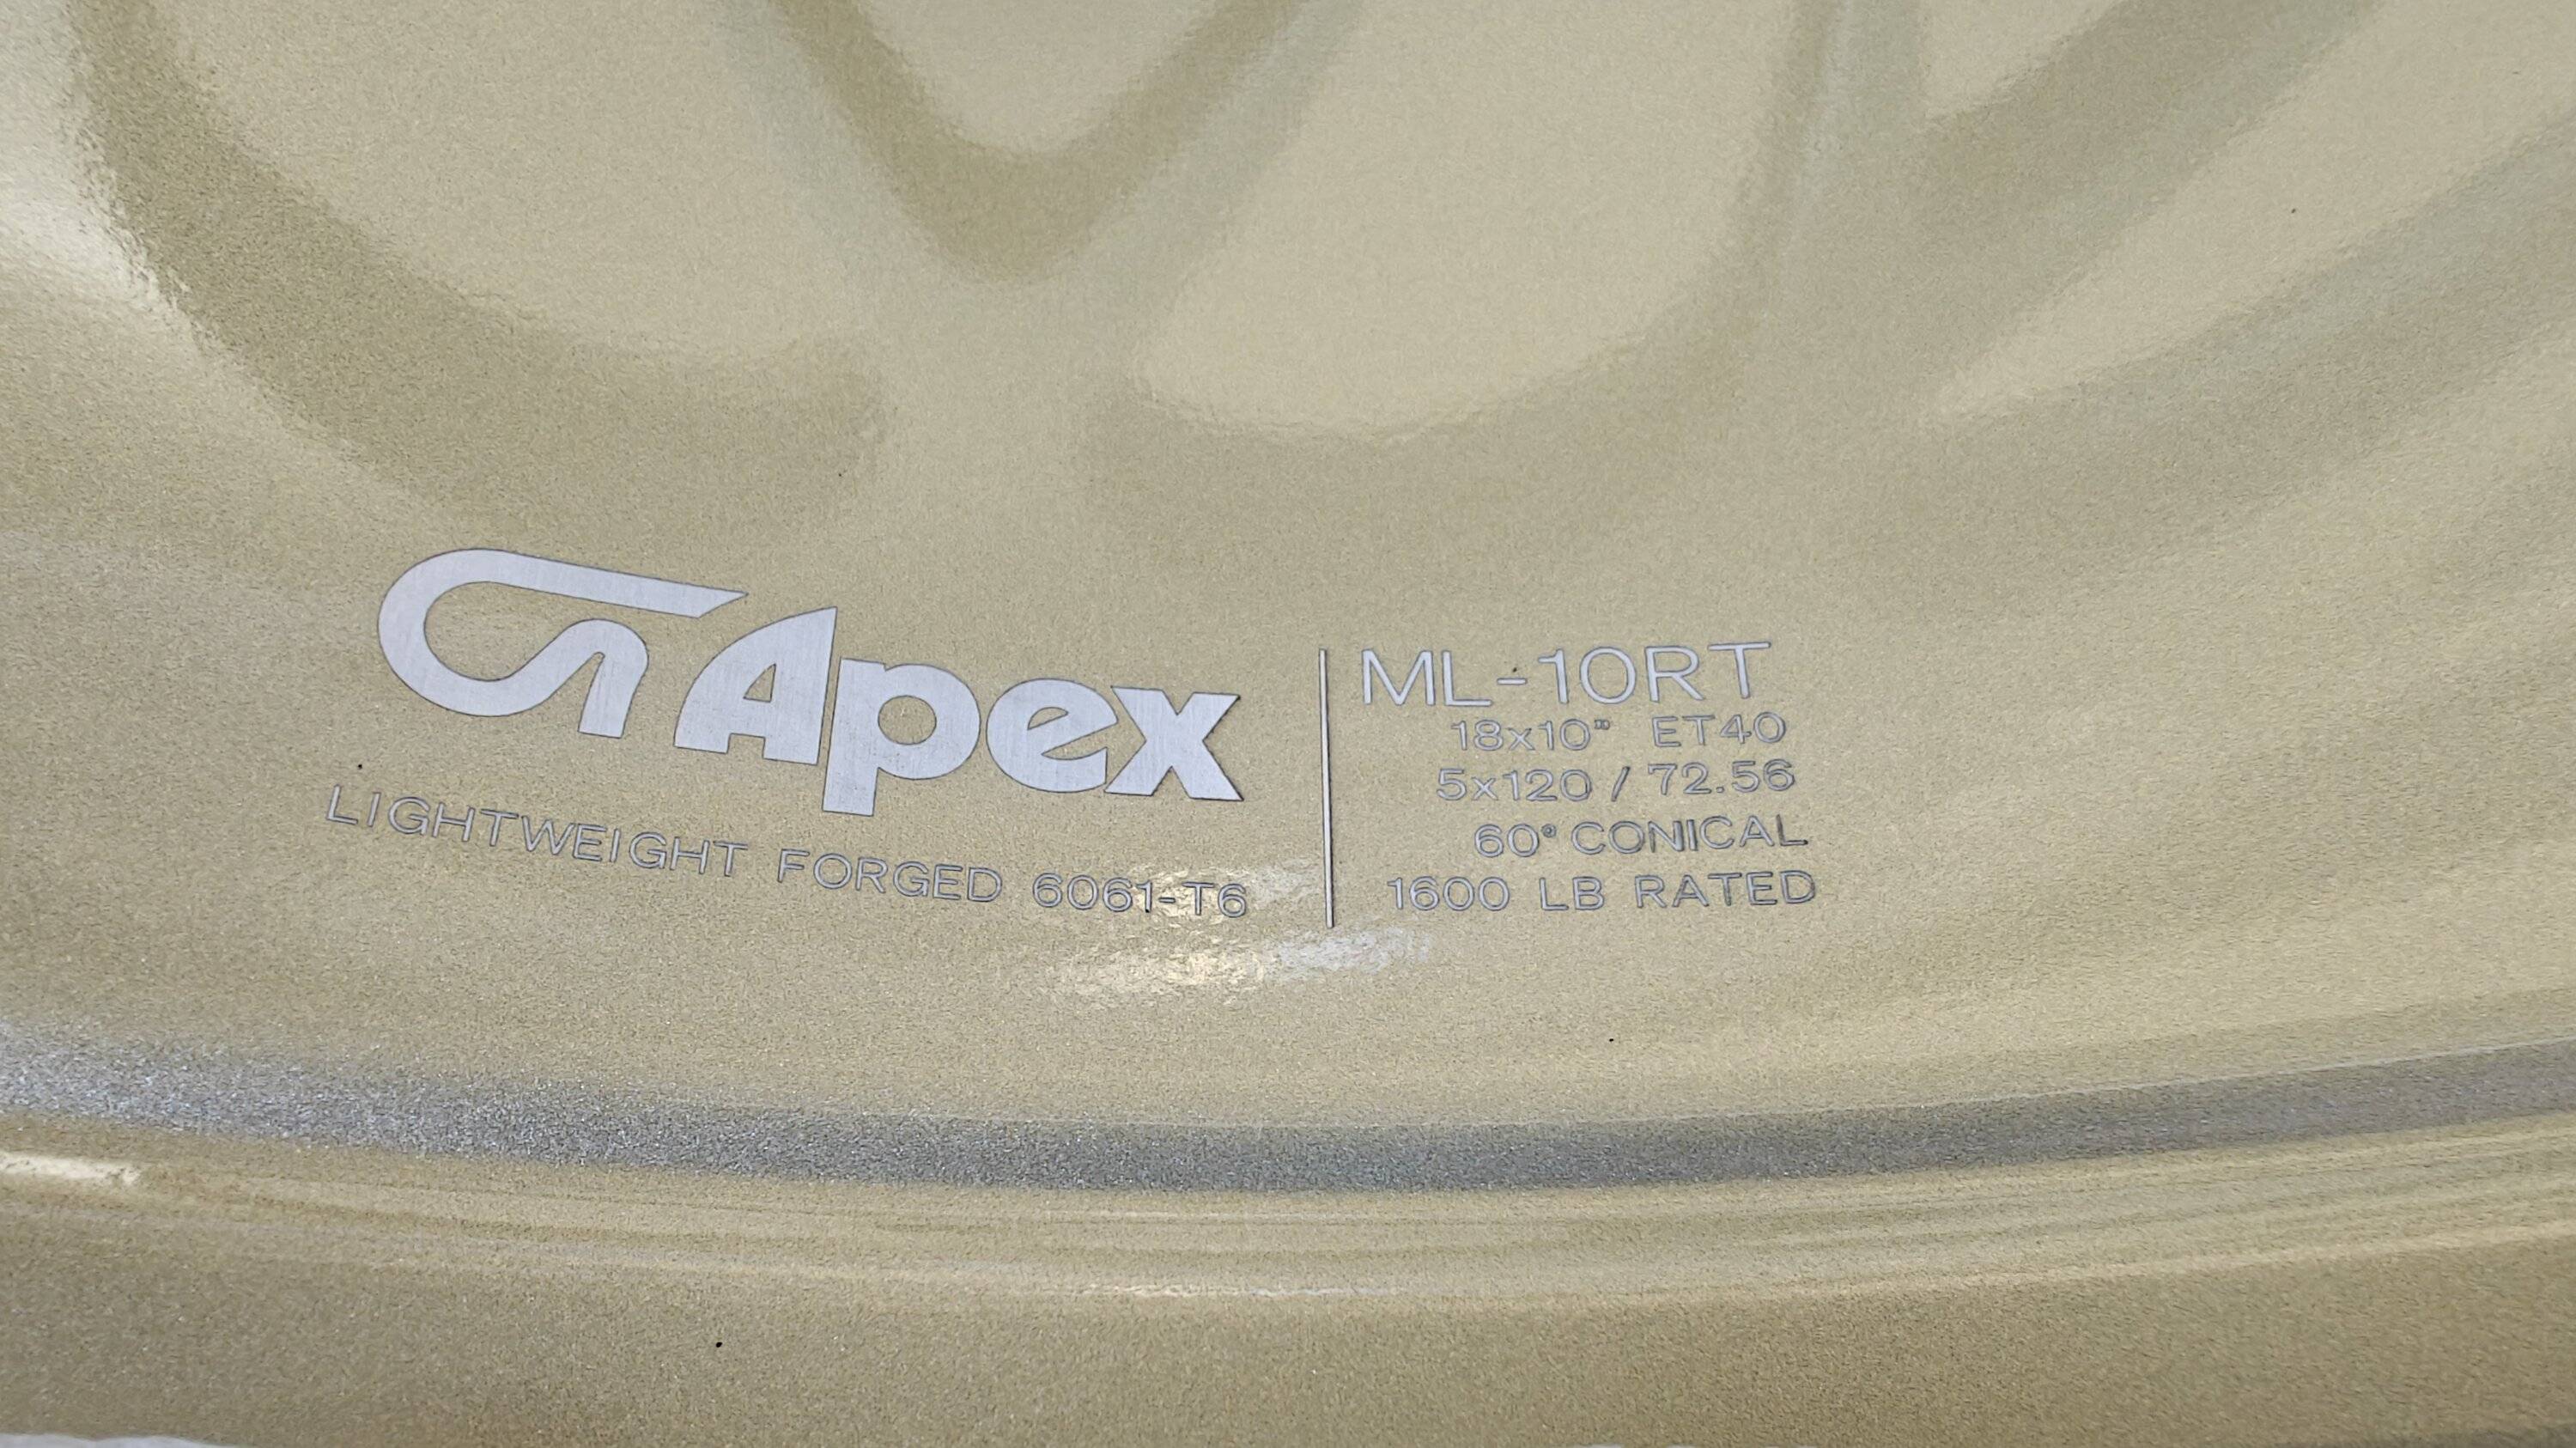 Apex
LIGHTWEIGHT FORGED 6061-T6
ML-10RT
18x10" ET40
5x120 / 72.56
60° CONICAL
1600 LB RATED